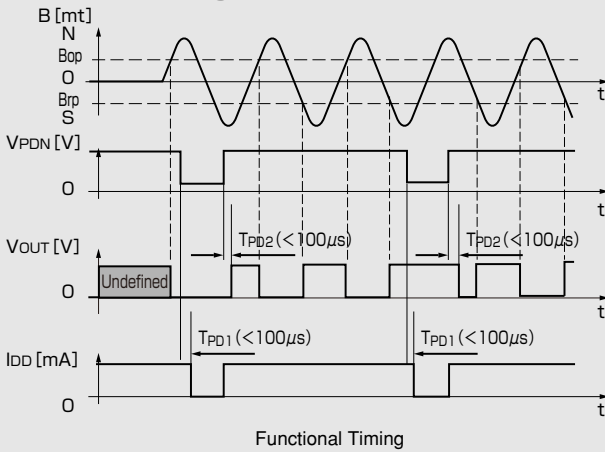 B [mt]
N
Bop
O
Brp
S
t
VPDN [V]
O
t
TPD2 (<100μs)
TPD2 (<100μs)
VOUT [V]
Undefined
O
t
TPD1 (<100μs)
TPD1 (<100μs)
IDD [mA]
O
t
Functional Timing